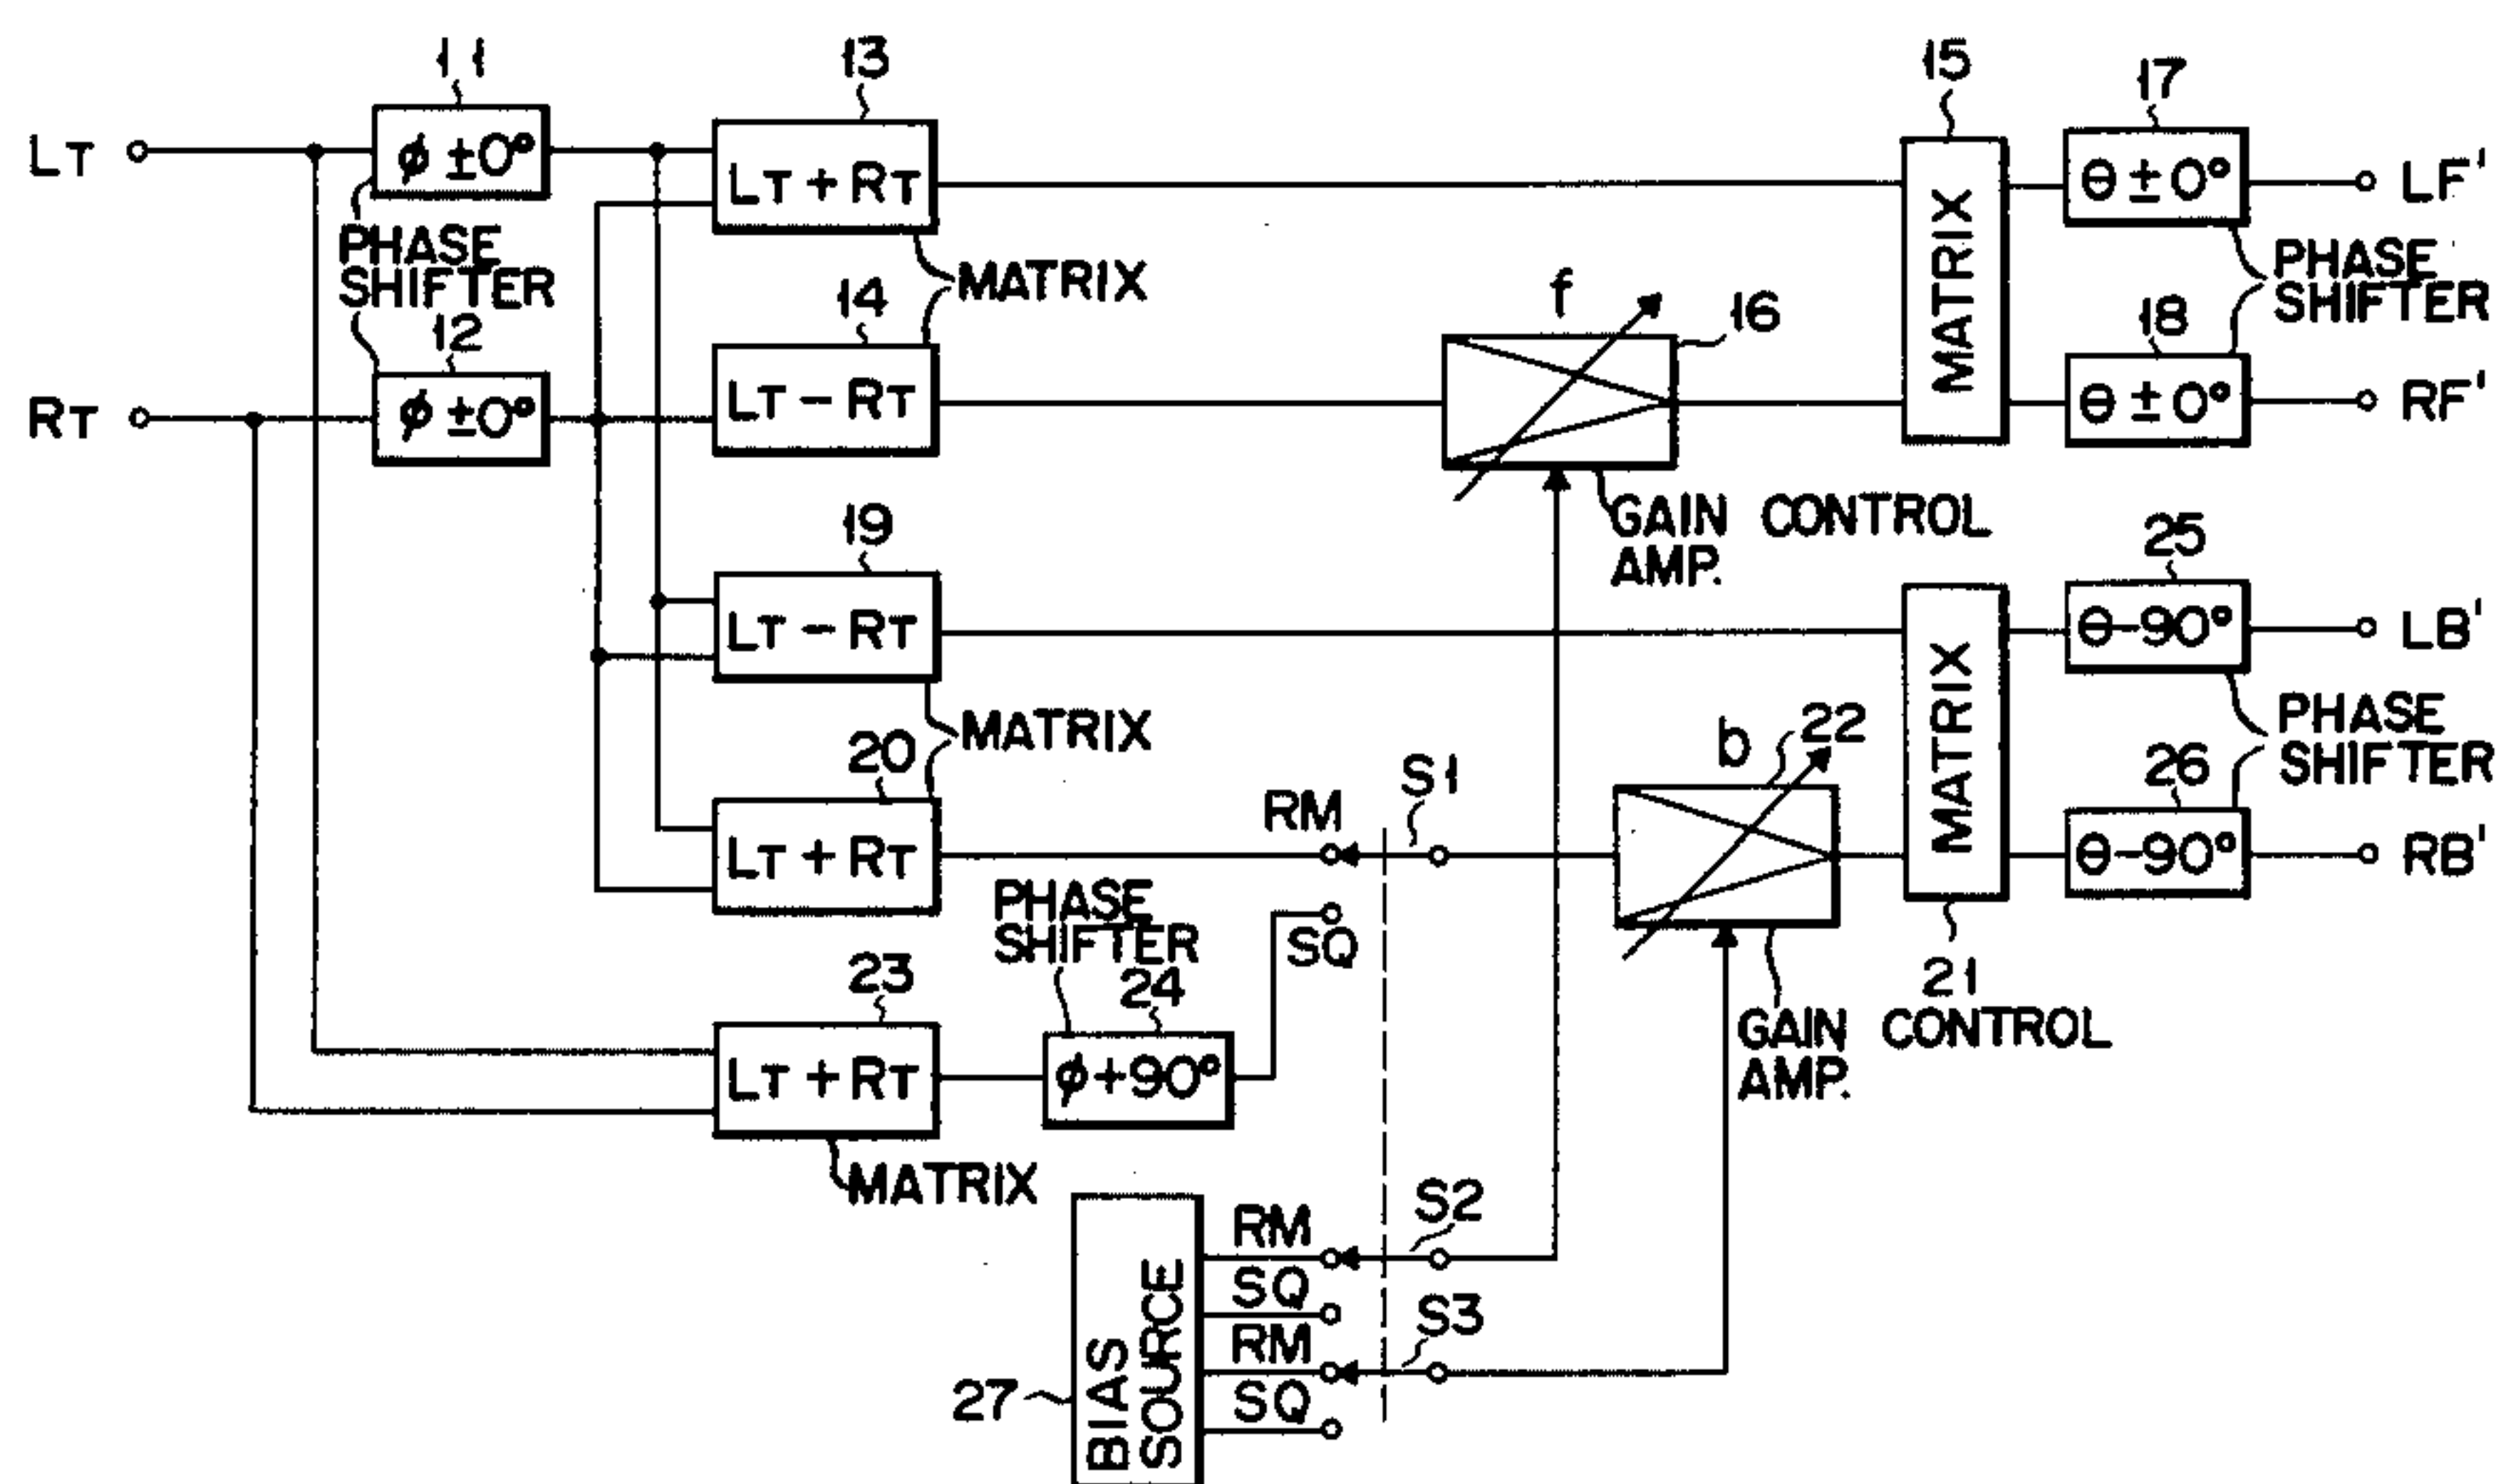 11
13
15
17
LT
φ ±0°
LT + RT
MATRIX
θ ±0°
LF'
PHASE
SHIFTER
MATRIX
PHASE
SHIFTER
12
14
f
16
18
RT
φ ±0°
LT - RT
θ ±0°
RF'
GAIN CONTROL
AMP.
19
25
LT - RT
MATRIX
θ-90°
LB'
MATRIX
20
b
22
PHASE
SHIFTER
26
S1
RM
LT + RT
θ-90°
RB'
PHASE
SHIFTER
SQ
23
24
21
LT + RT
φ+90°
GAIN CONTROL
AMP.
MATRIX
S2
RM
SQ
S3
RM
SQ
27
BIAS
SOURCE